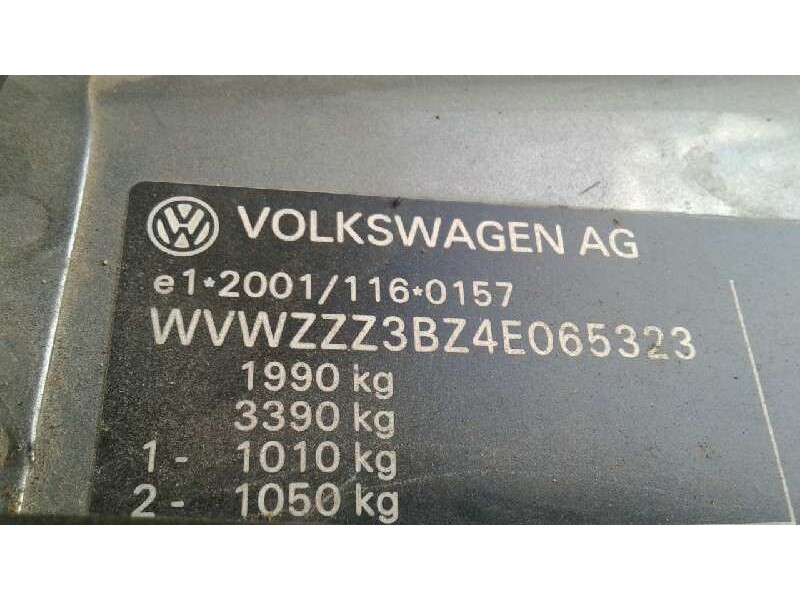 VOLKSWAGEN AG
e1*2001/116*0157
WVWZZZ3BZ4E065323
1990 kg
3390 kg
1- 1010 kg
2- 1050 kg